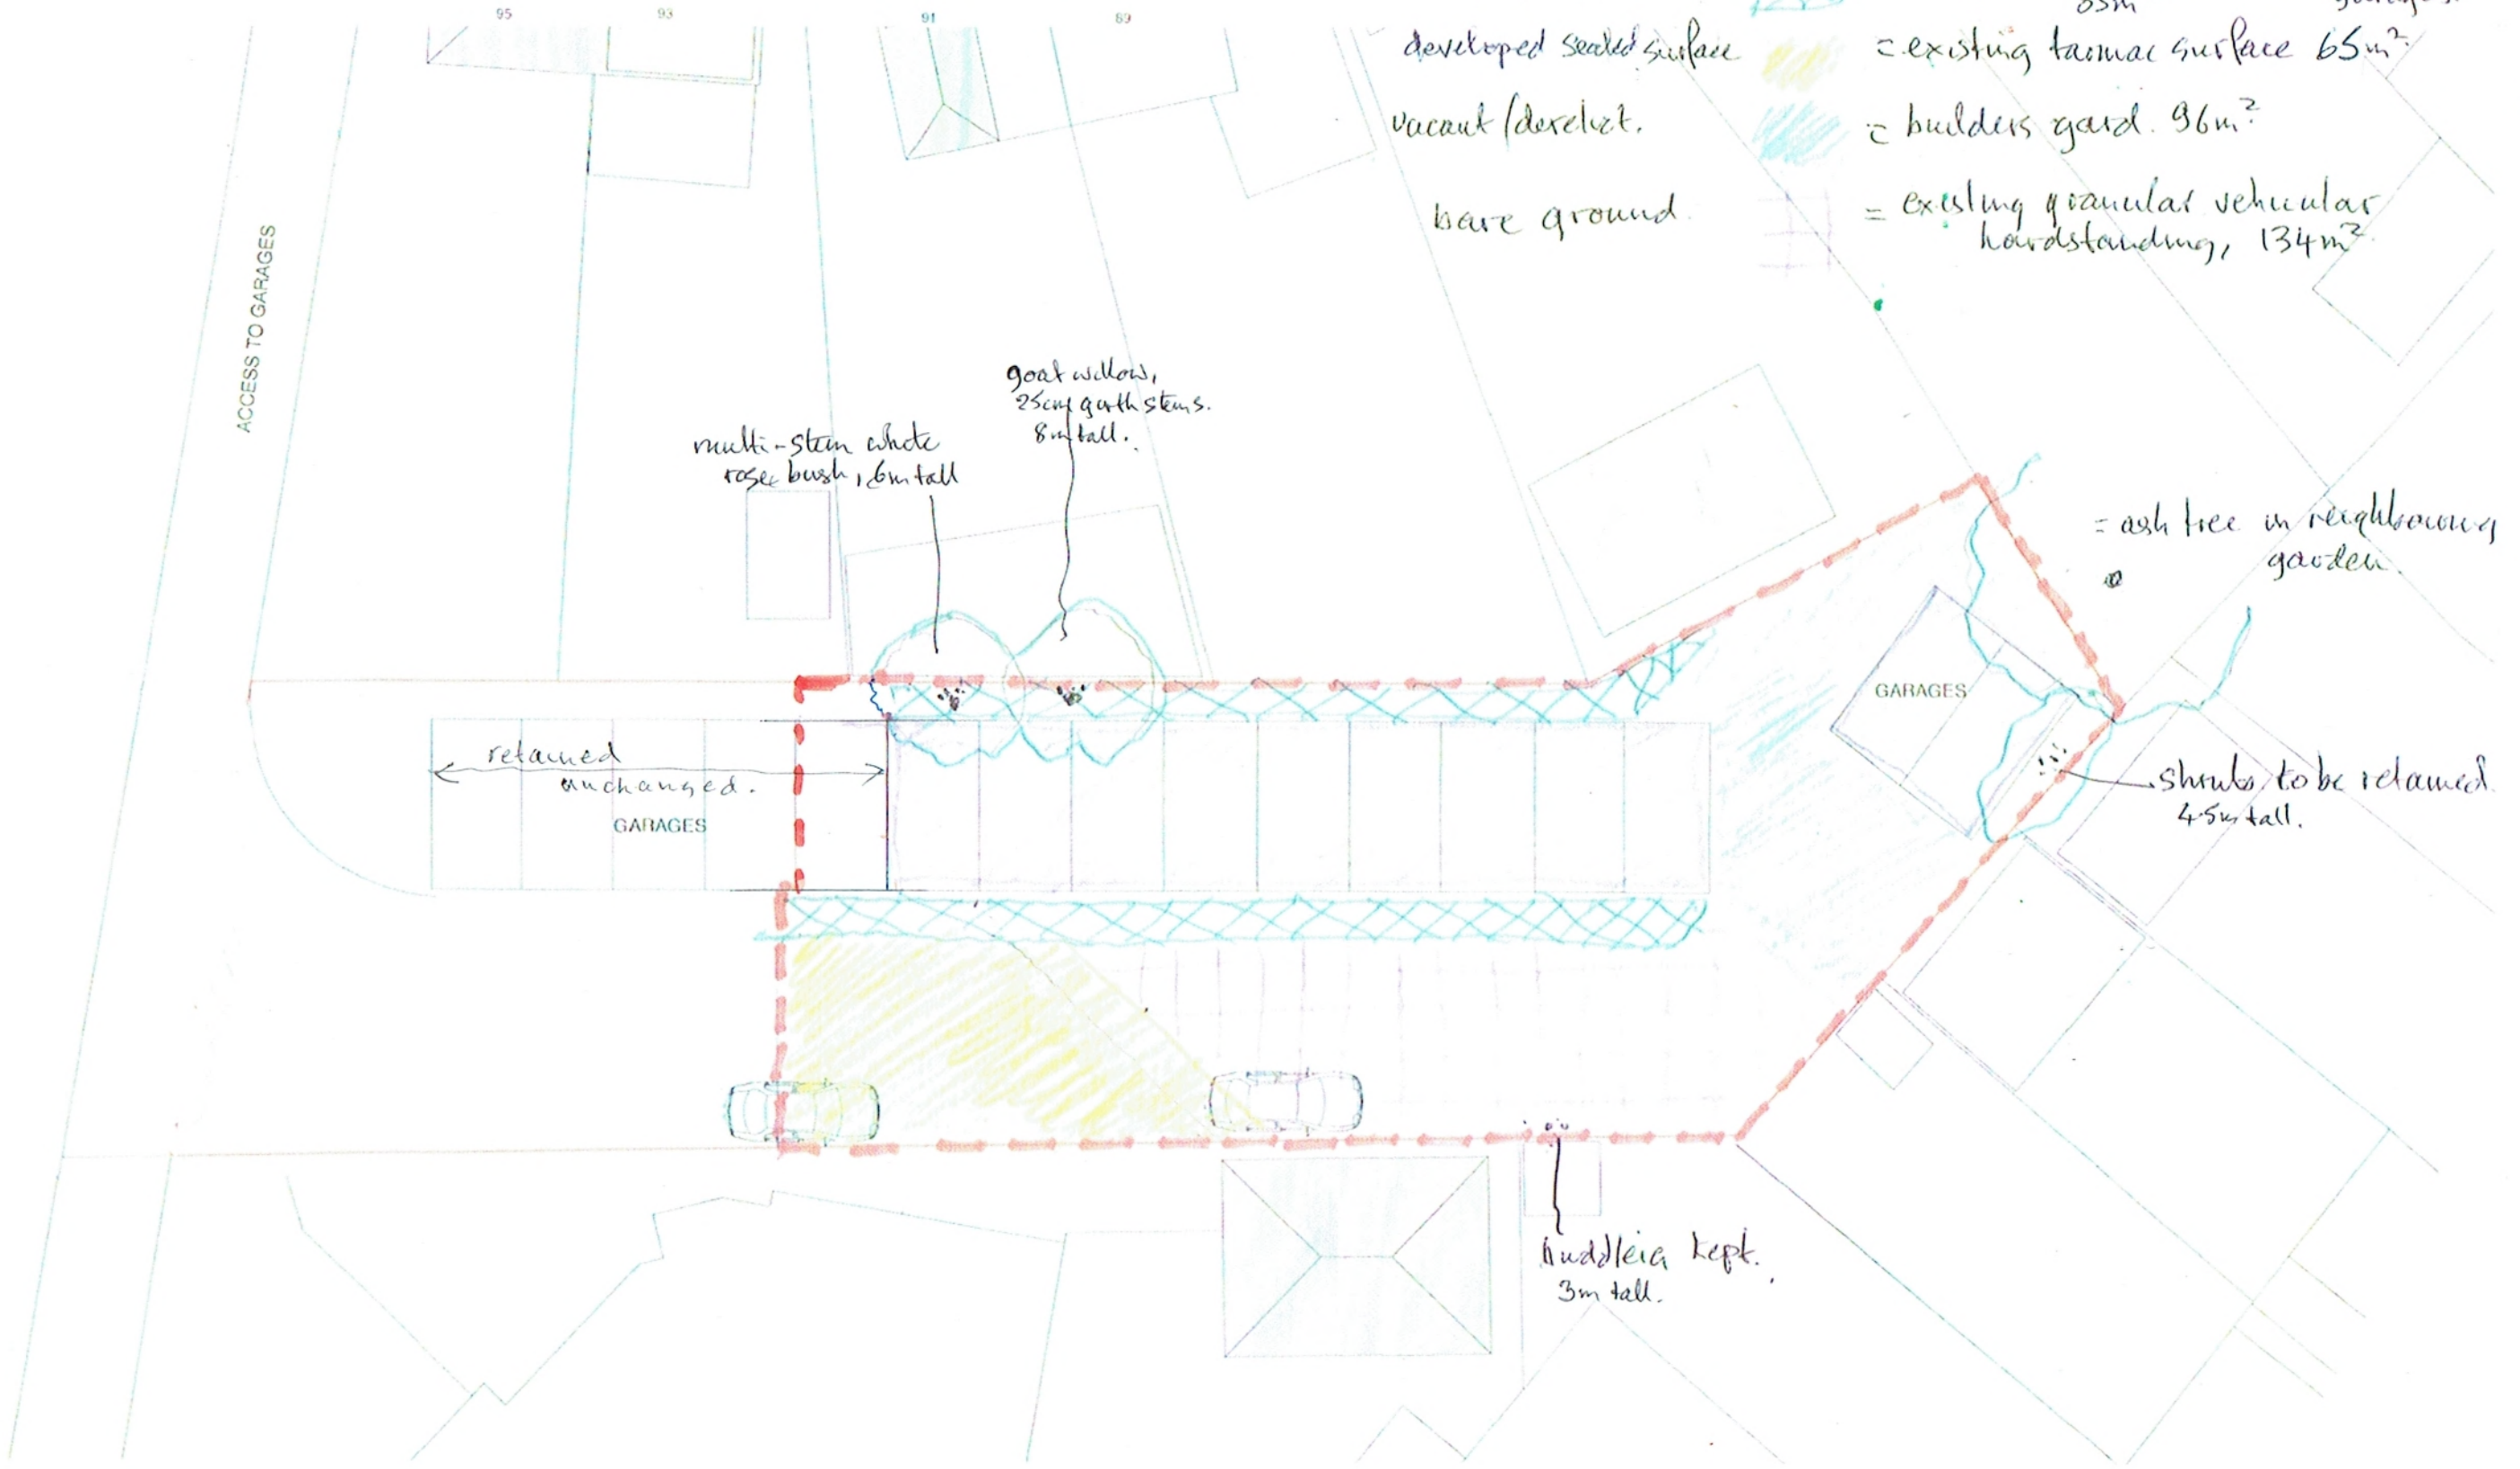 95
93
91
89
developed sealed surface
= existing tarmac surface 65m²
vacant/derelict.
= builders yard. 96m²
bare ground
= existing granular vehicular
hardstanding, 134m²
ACCESS TO GARAGES
goat willow,
25cm girth stems.
8m tall.
multi-stem white
rose bush, 6m tall
= ash tree in neighbouring
garden
GARAGES
retained
unchanged.
GARAGES
shrubs to be retained
4.5m tall.
buddleia kept.
3m tall.